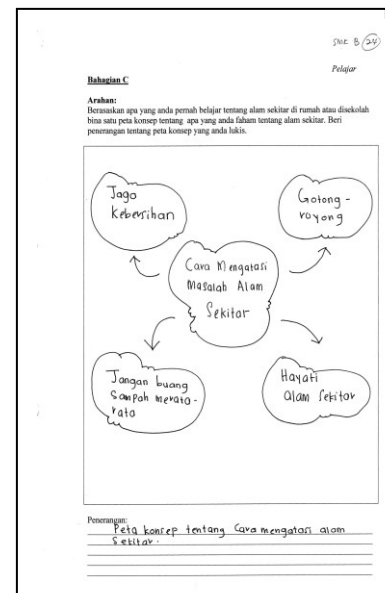 SMK B 24
Pelajar
Bahagian C
Arahan:
Berasaskan apa yang anda pernah belajar tentang alam sekitar di rumah atau disekolah
bina satu peta konsep tentang apa yang anda faham tentang alam sekitar. Beri
penerangan tentang peta konsep yang anda lukis.
Jago
Kebersihan
Gotong -
royong
Cara Mengatasi
Masalah Alam
Sekitar
Jangan buang
Sampah merata-
rata
Hayati
alam sekitar
Penerangan:
Peta konsep tentang Cara mengatasi alam
Sekitar.